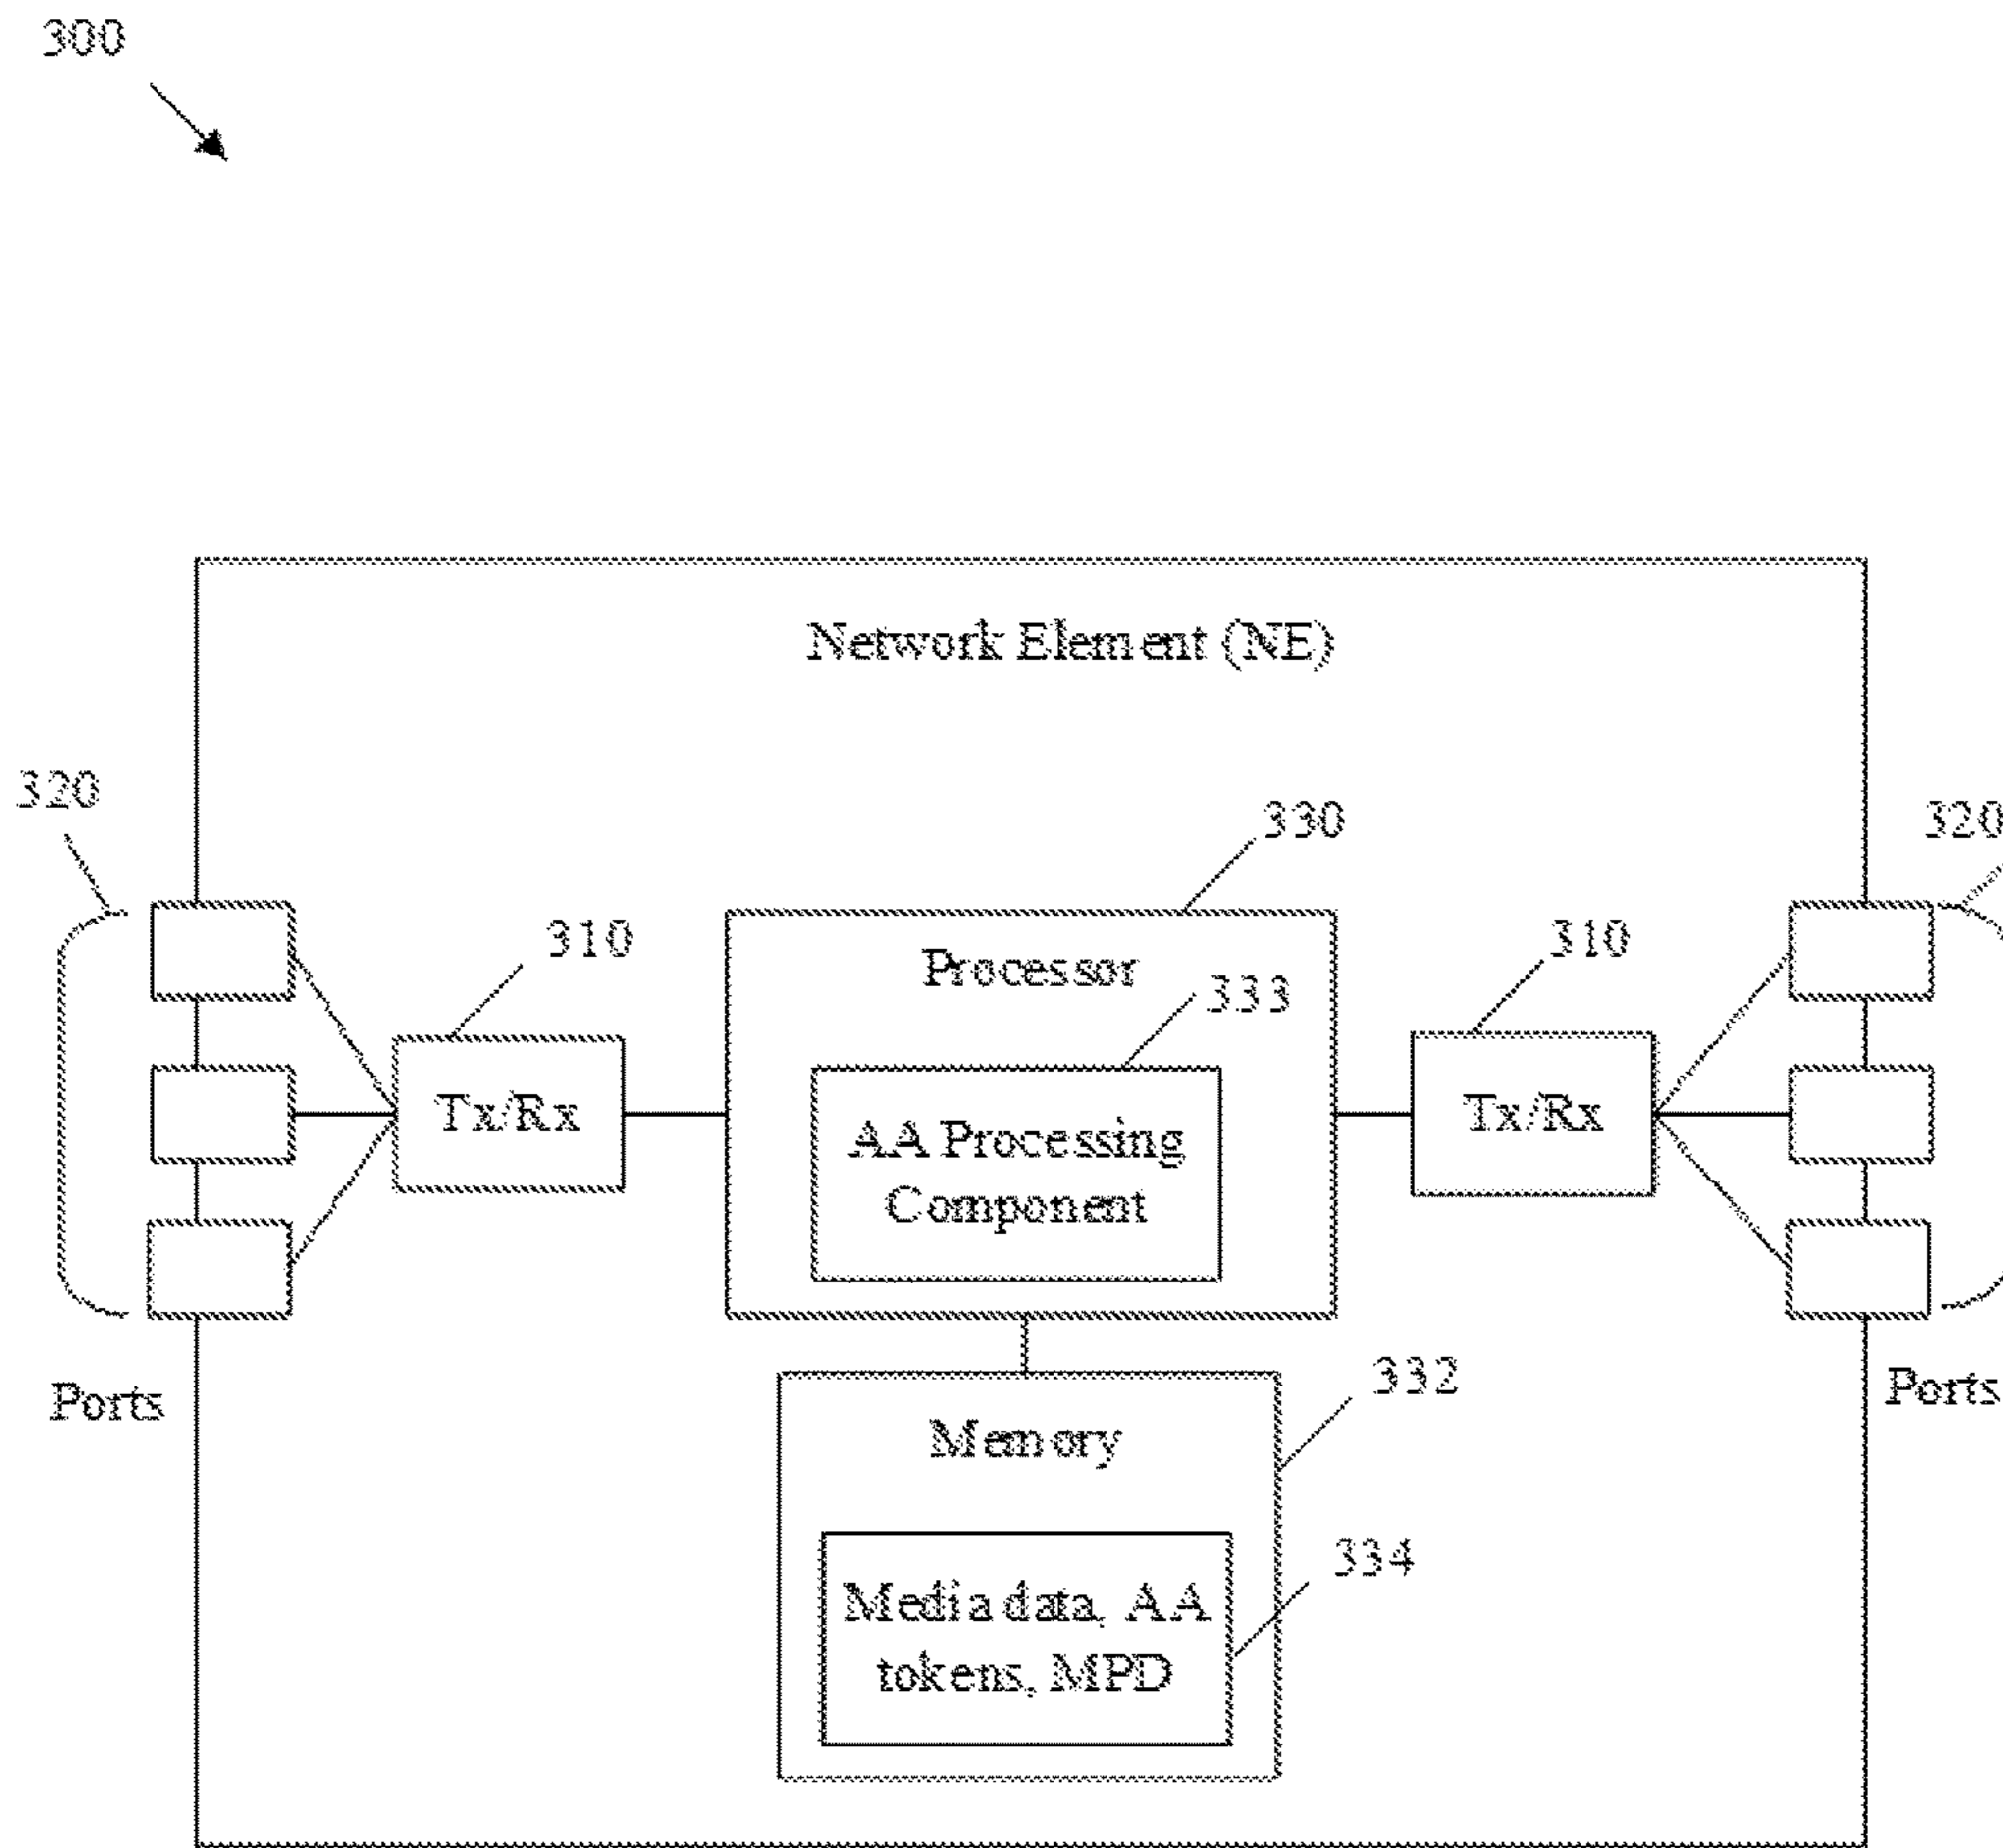 300
Network Element (NE)
320
330
320
310
Processor
310
333
Tx/Rx
AA Processing
Component
Tx/Rx
Ports
332
Ports
Memory
334
Media data, AA
tokens, MPD